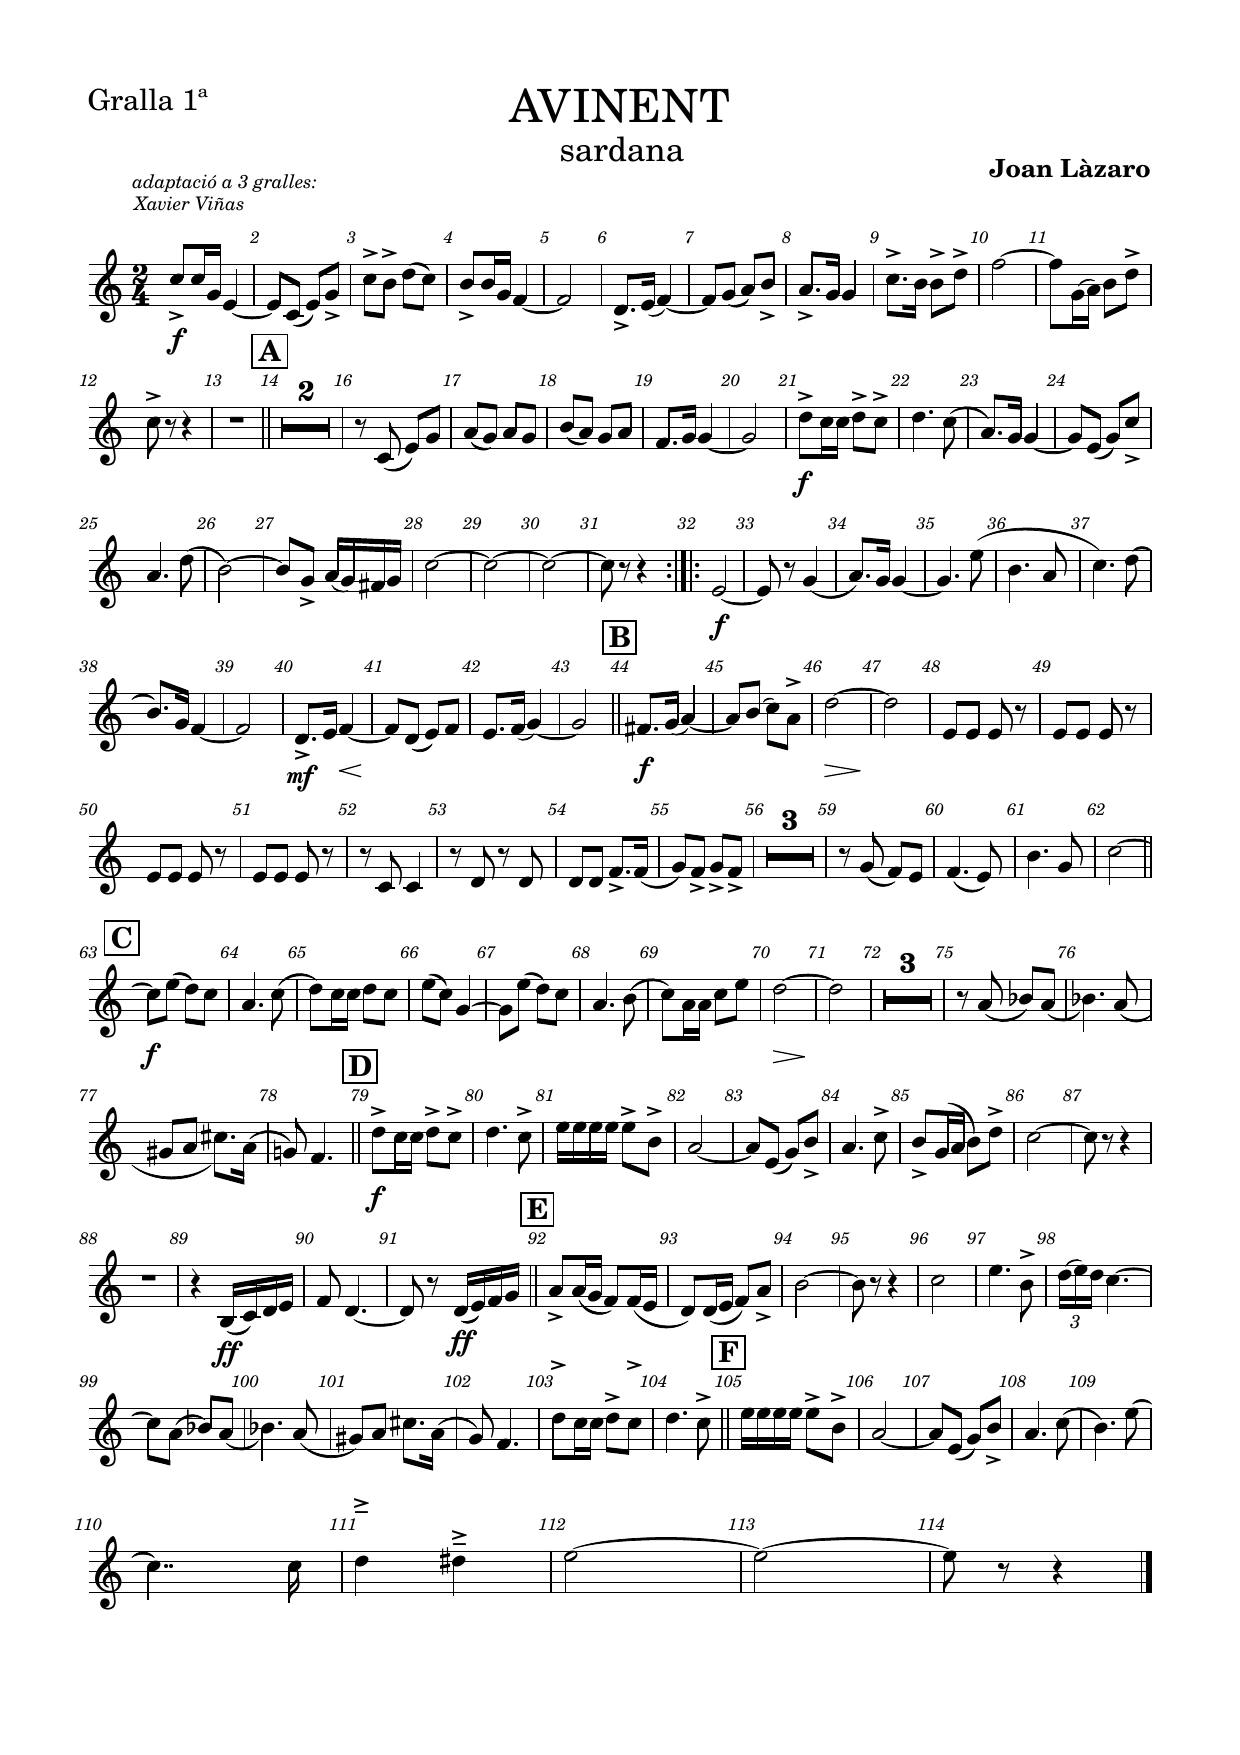 Gralla 1ª
AVINENT
sardana
Joan Làzaro
adaptació a 3 gralles:
Xavier Viñas
2 3 4 5 6 7 8 9 10 11
2
4
f
A
12 13 14 16 17 18 19 20 21 22 23 24
2
f
25 26 27 28 29 30 31 32 33 34 35 36 37
f
B
38 39 40 41 42 43 44 45 46 47 48 49
mf f
50 51 52 53 54 55 56 59 60 61 62
3
C
63 64 65 66 67 68 69 70 71 72 75 76
3
f
D
77 78 79 80 81 82 83 84 85 86 87
f
E
88 89 90 91 92 93 94 95 96 97 98
ff ff 3
F
99 100 101 102 103 104 105 106 107 108 109
110 111 112 113 114